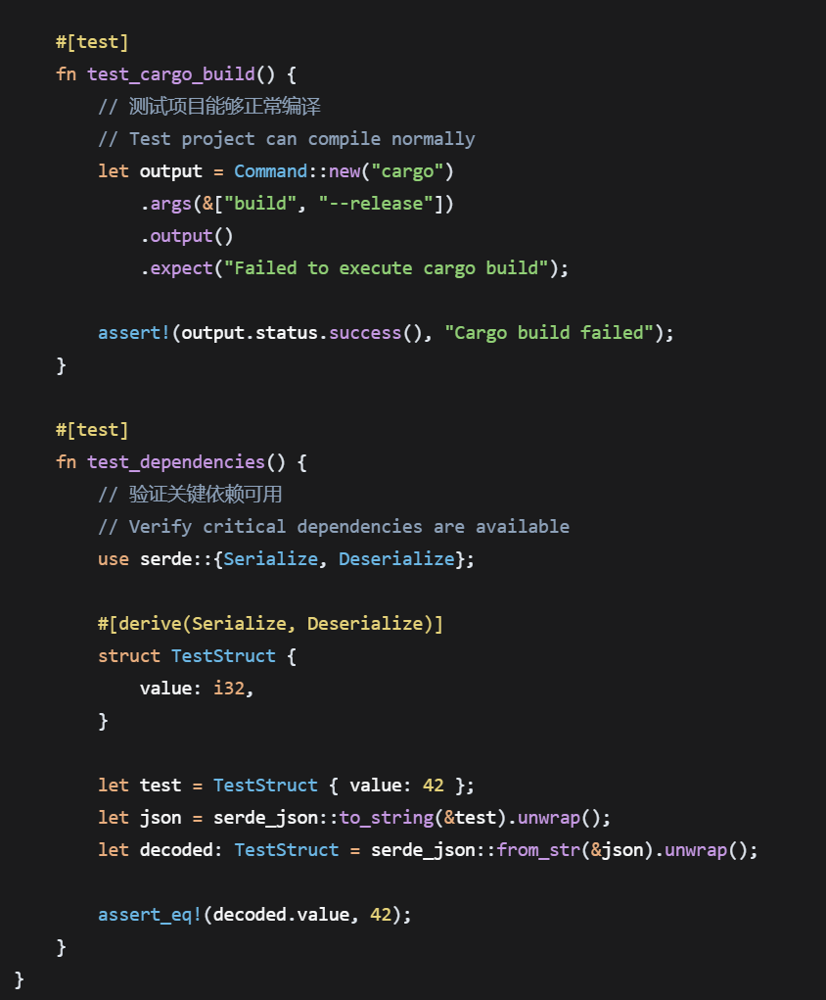 #[test]
fn test_cargo_build() {
// 测试项目能够正常编译
// Test project can compile normally
let output = Command::new("cargo")
.args(&["build", "--release"])
.output()
.expect("Failed to execute cargo build");
assert!(output.status.success(), "Cargo build failed");
}
#[test]
fn test_dependencies() {
// 验证关键依赖可用
// Verify critical dependencies are available
use serde::{Serialize, Deserialize};
#[derive(Serialize, Deserialize)]
struct TestStruct {
value: i32,
}
let test = TestStruct { value: 42 };
let json = serde_json::to_string(&test).unwrap();
let decoded: TestStruct = serde_json::from_str(&json).unwrap();
assert_eq!(decoded.value, 42);
}
}